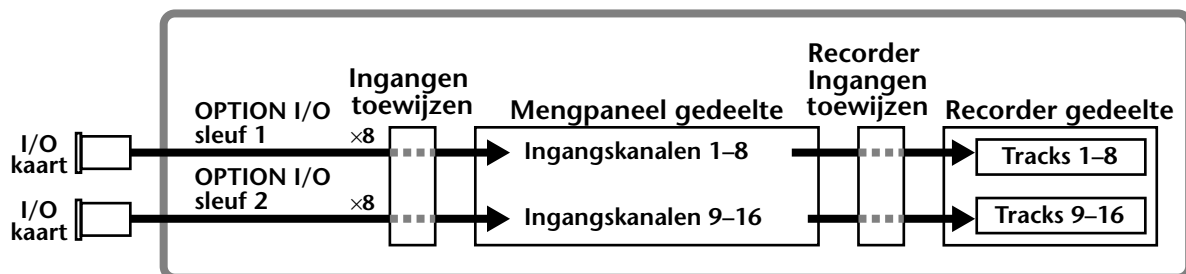 Ingangen
toewijzen
Recorder
Ingangen
toewijzen
Mengpaneel gedeelte
Recorder gedeelte
I/O
kaart
OPTION I/O
sleuf 1
×8
Ingangskanalen 1–8
Tracks 1–8
I/O
kaart
OPTION I/O
sleuf 2
×8
Ingangskanalen 9–16
Tracks 9–16